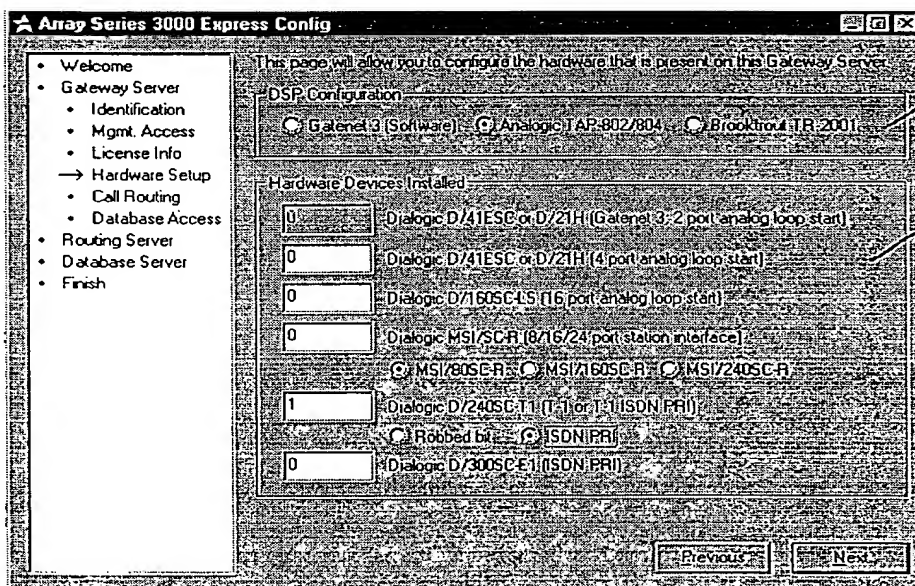 Array Series 3000 Express Config
• Welcome
• Gateway Server
• Identification
• Mgmt. Access
• License Info
→ Hardware Setup
• Call Routing
• Database Access
• Routing Server
• Database Server
• Finish
This page will allow you to configure the hardware that is present on this Gateway Server.
DSP Configuration
Gatenet 3 (Software) Analogic TAP-802/804 Brooktrout TR-2001
Hardware Devices Installed
0 Dialogic D/41ESC or D/21H (Gatenet 3; 2 port analog loop start)
0 Dialogic D/41ESC or D/21H (4 port analog loop start)
0 Dialogic D/160SC-LS (16 port analog loop start)
0 Dialogic MSI/SC-R (8/16/24 port station interface)
MSI/80SC-R MSI/160SC-R MSI/240SC-R
1 Dialogic D/240SC-T1 (T-1 or T-1 ISDN PRI)
Robbed bit ISDN PRI
0 Dialogic D/300SC-E1 (ISDN PRI)
Previous Next